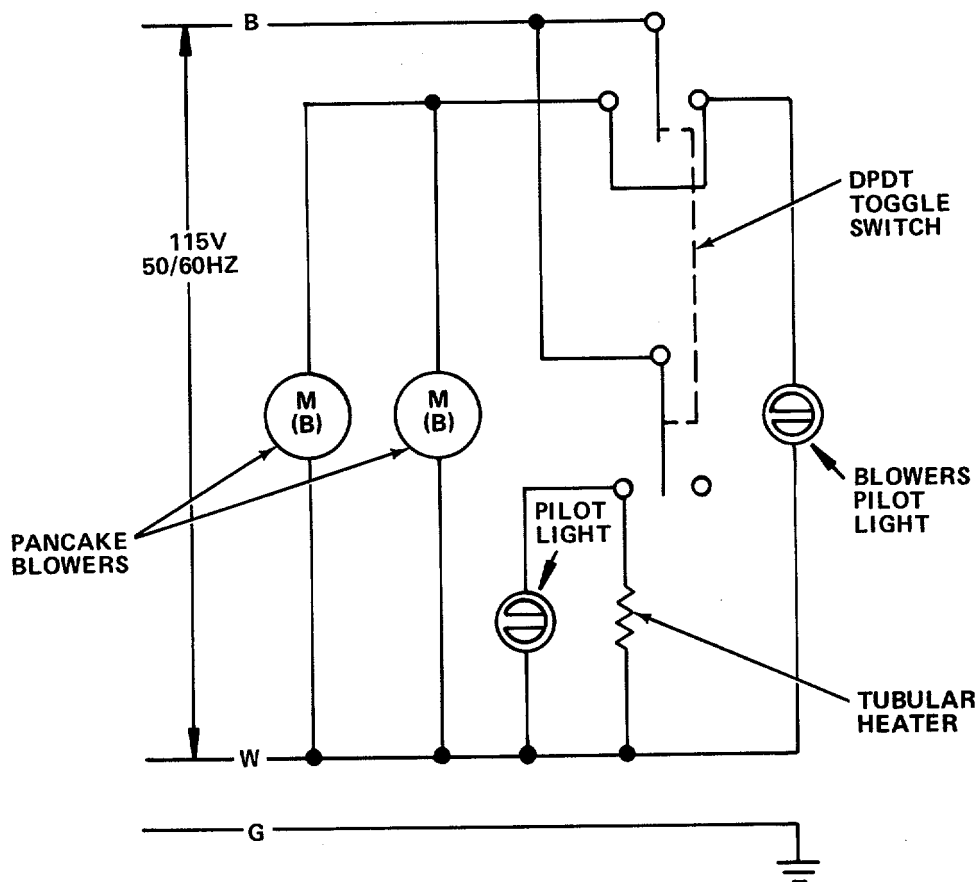 B
DPDT
TOGGLE
SWITCH
115V
50/60HZ
M
(B)
M
(B)
BLOWERS
PILOT
LIGHT
PILOT
LIGHT
PANCAKE
BLOWERS
TUBULAR
HEATER
W
G